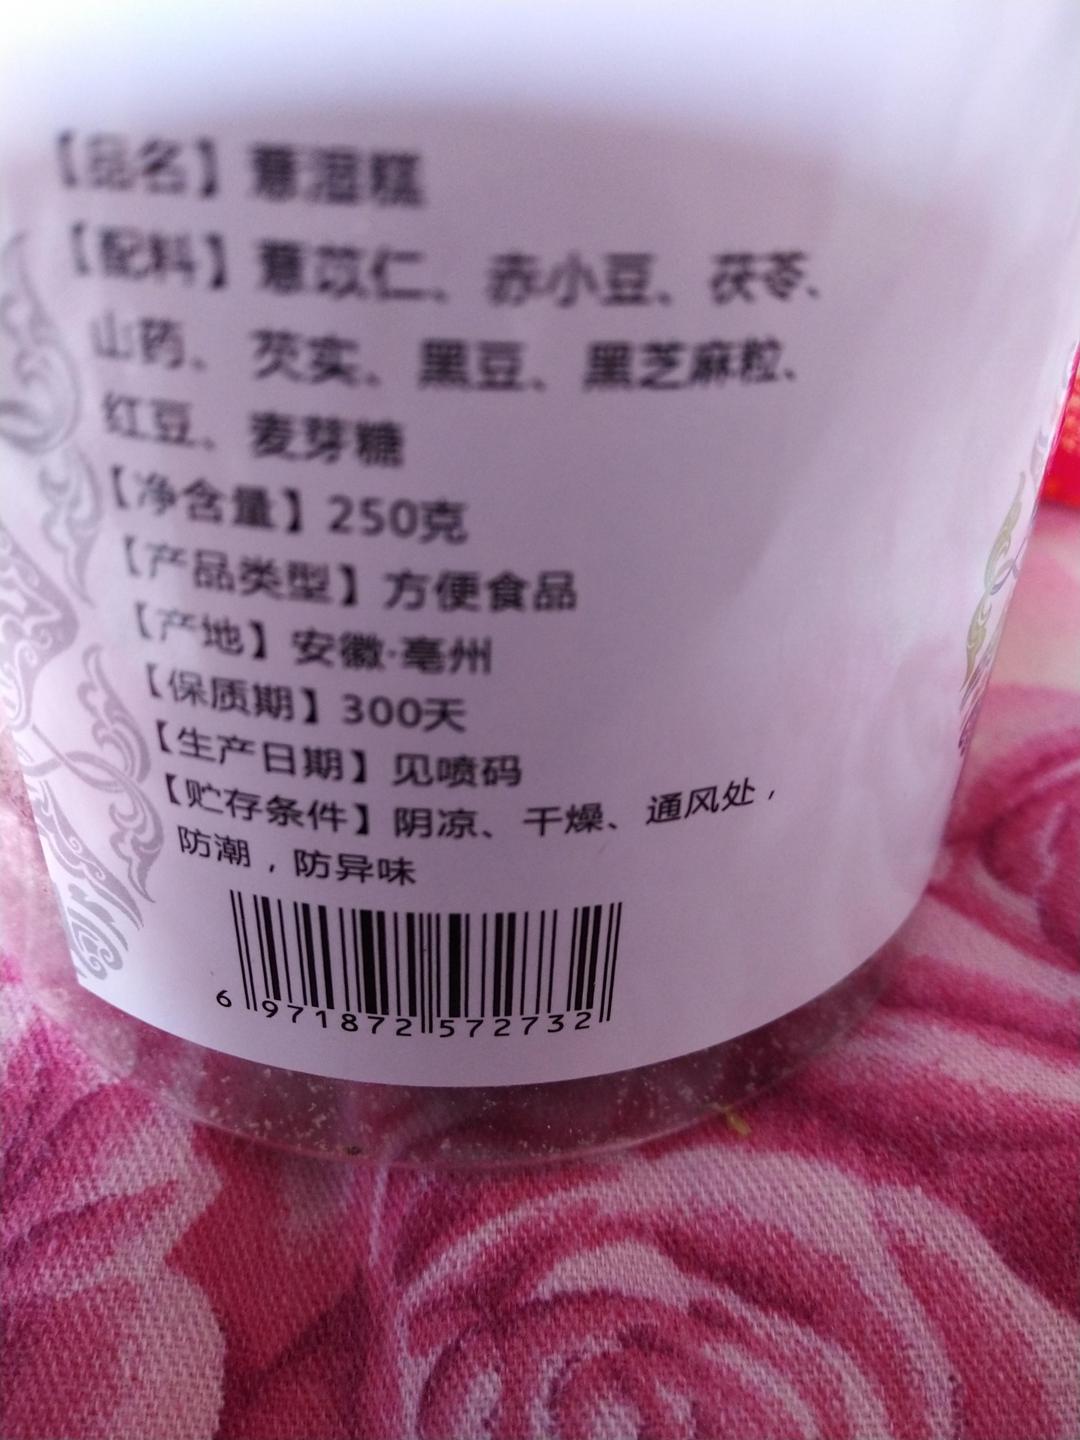 【品名】薏湿糕
【配料】薏苡仁、赤小豆、茯苓、
山药、芡实、黑豆、黑芝麻粒、
红豆、麦芽糖
【净含量】250克
【产品类型】方便食品
【产地】安徽·亳州
【保质期】300天
【生产日期】见喷码
【贮存条件】阴凉、干燥、通风处，
防潮，防异味
6 971872 572732